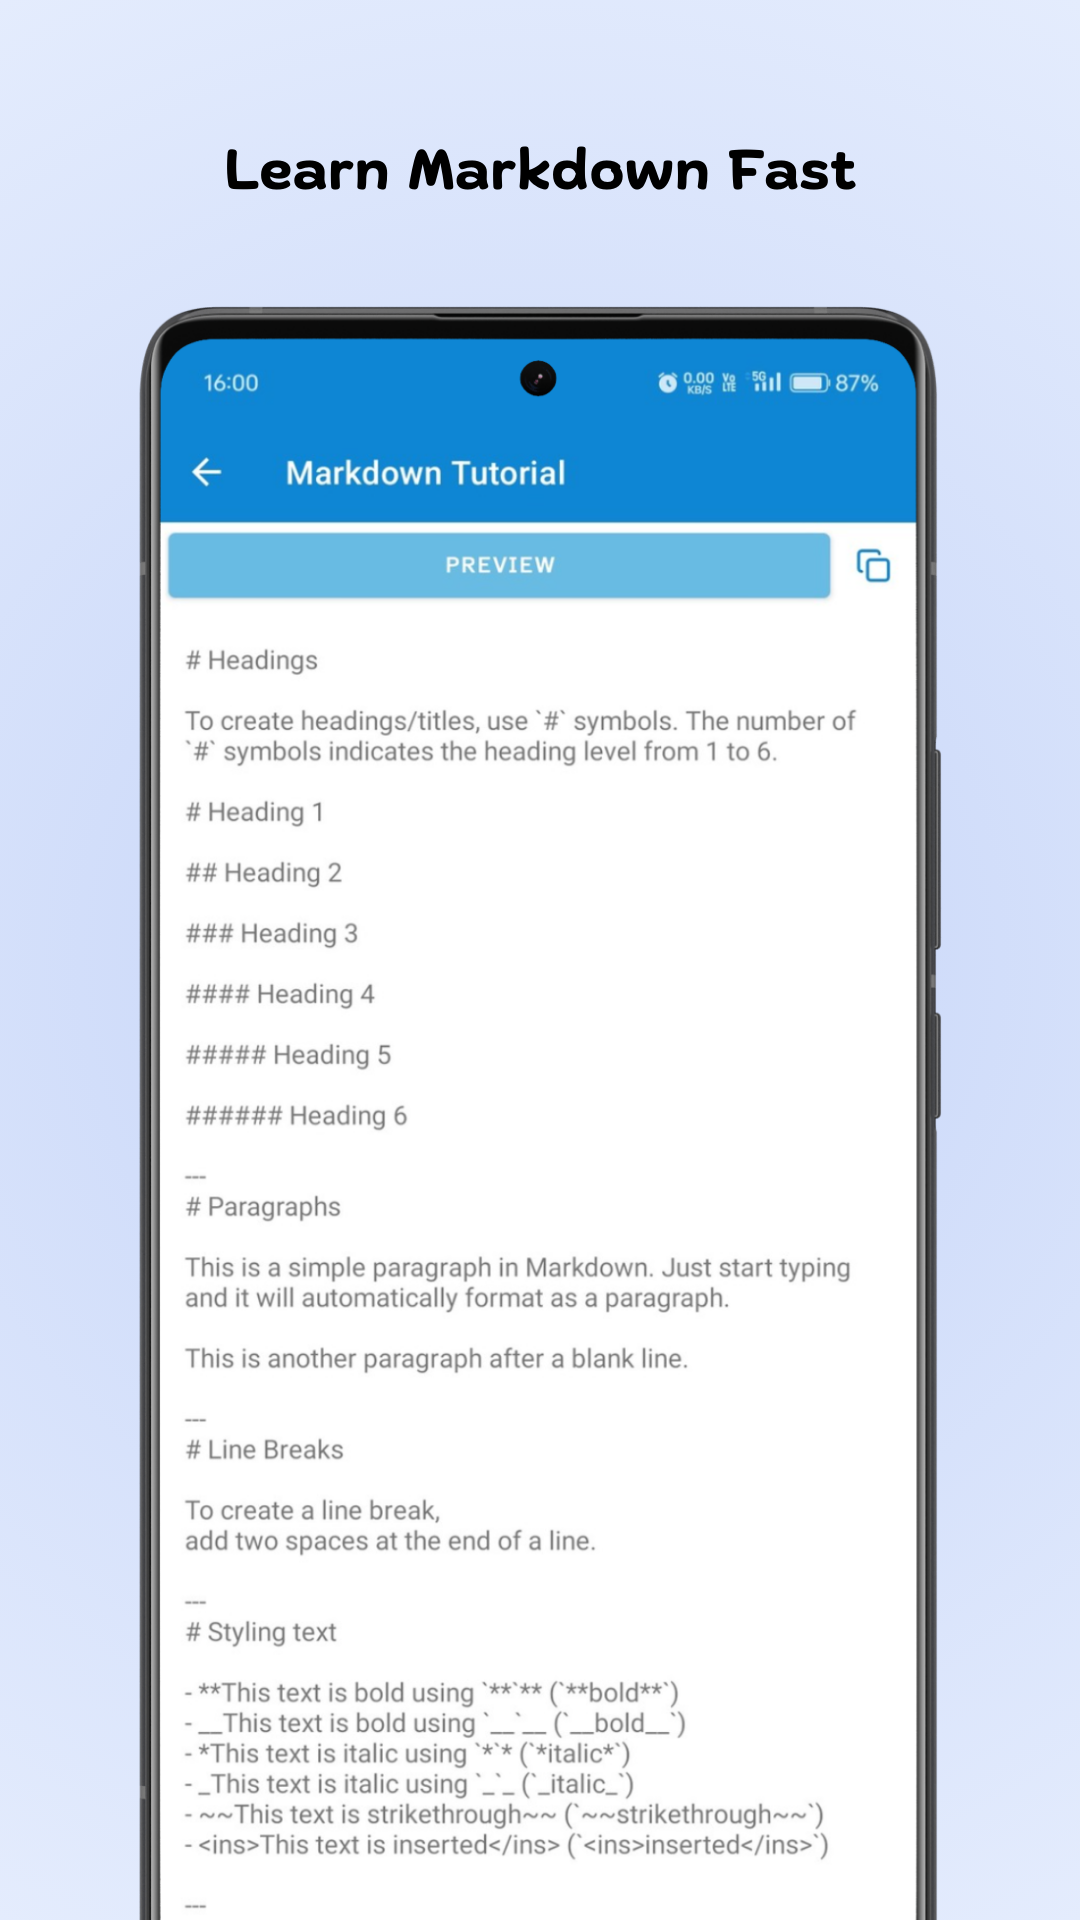 Learn Markdown Fast
16:00
0.00 KB/S Vo LTE 5G 87%
Markdown Tutorial
PREVIEW
# Headings
To create headings/titles, use `#` symbols. The number of
`#` symbols indicates the heading level from 1 to 6.
# Heading 1
## Heading 2
### Heading 3
#### Heading 4
##### Heading 5
###### Heading 6
---
# Paragraphs
This is a simple paragraph in Markdown. Just start typing
and it will automatically format as a paragraph.
This is another paragraph after a blank line.
---
# Line Breaks
To create a line break,
add two spaces at the end of a line.
---
# Styling text
- **This text is bold using `**`** (`**bold**`)
- __This text is bold using `__`__ (`__bold__`)
- *This text is italic using `*`* (`*italic*`)
- _This text is italic using `_`_ (`_italic_`)
- ~~This text is strikethrough~~ (`~~strikethrough~~`)
- <ins>This text is inserted</ins> (`<ins>inserted</ins>`)
---